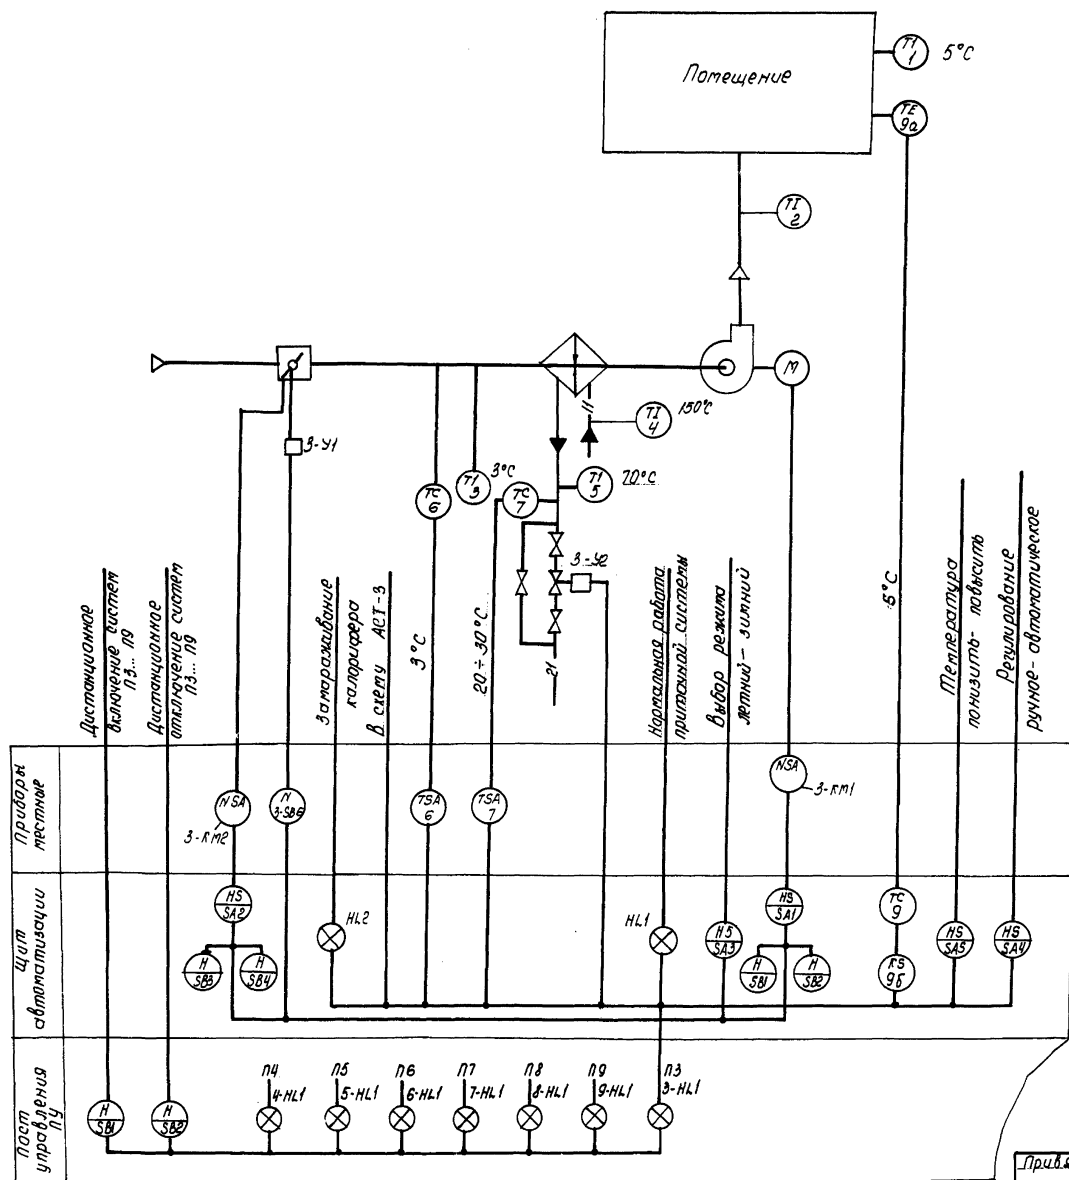 Помещение
TI
1
5°C
TE
9а
TI
2
M
TI
4
150°C
3-У1
TI
3
3°C
TC
6
TC
7
TI
5
70°C
3-У2
21
11
Дистанционное
включение систем
П3... П9
Дистанционное
отключение систем
П3... П9
Замараживание
калорифера
В схему АСТ-3
3°C
20÷30°C
Нормальная работа
приточной системы
Выбор режима
летний- зимний
5°C
Температура
понизить- повысить
Регулирование
ручное- автоматическое
Приборы
местные
NSA
3-КМ2
N
3-SB6
TSA
6
TSA
7
NSA
3-КМ1
Щит
автоматизации
HS
SA2
H
SB3
H
SB4
HL2
HL1
HS
SA3
HS
SA1
H
SB1
H
SB2
TC
9
KS
9б
HS
SA5
HS
SA4
Пост
управления
ПУ
H
SB1
H
SB2
П4
4-HL1
П5
5-HL1
П6
6-HL1
П7
7-HL1
П8
8-HL1
П9
9-HL1
П3
3-HL1
Привя